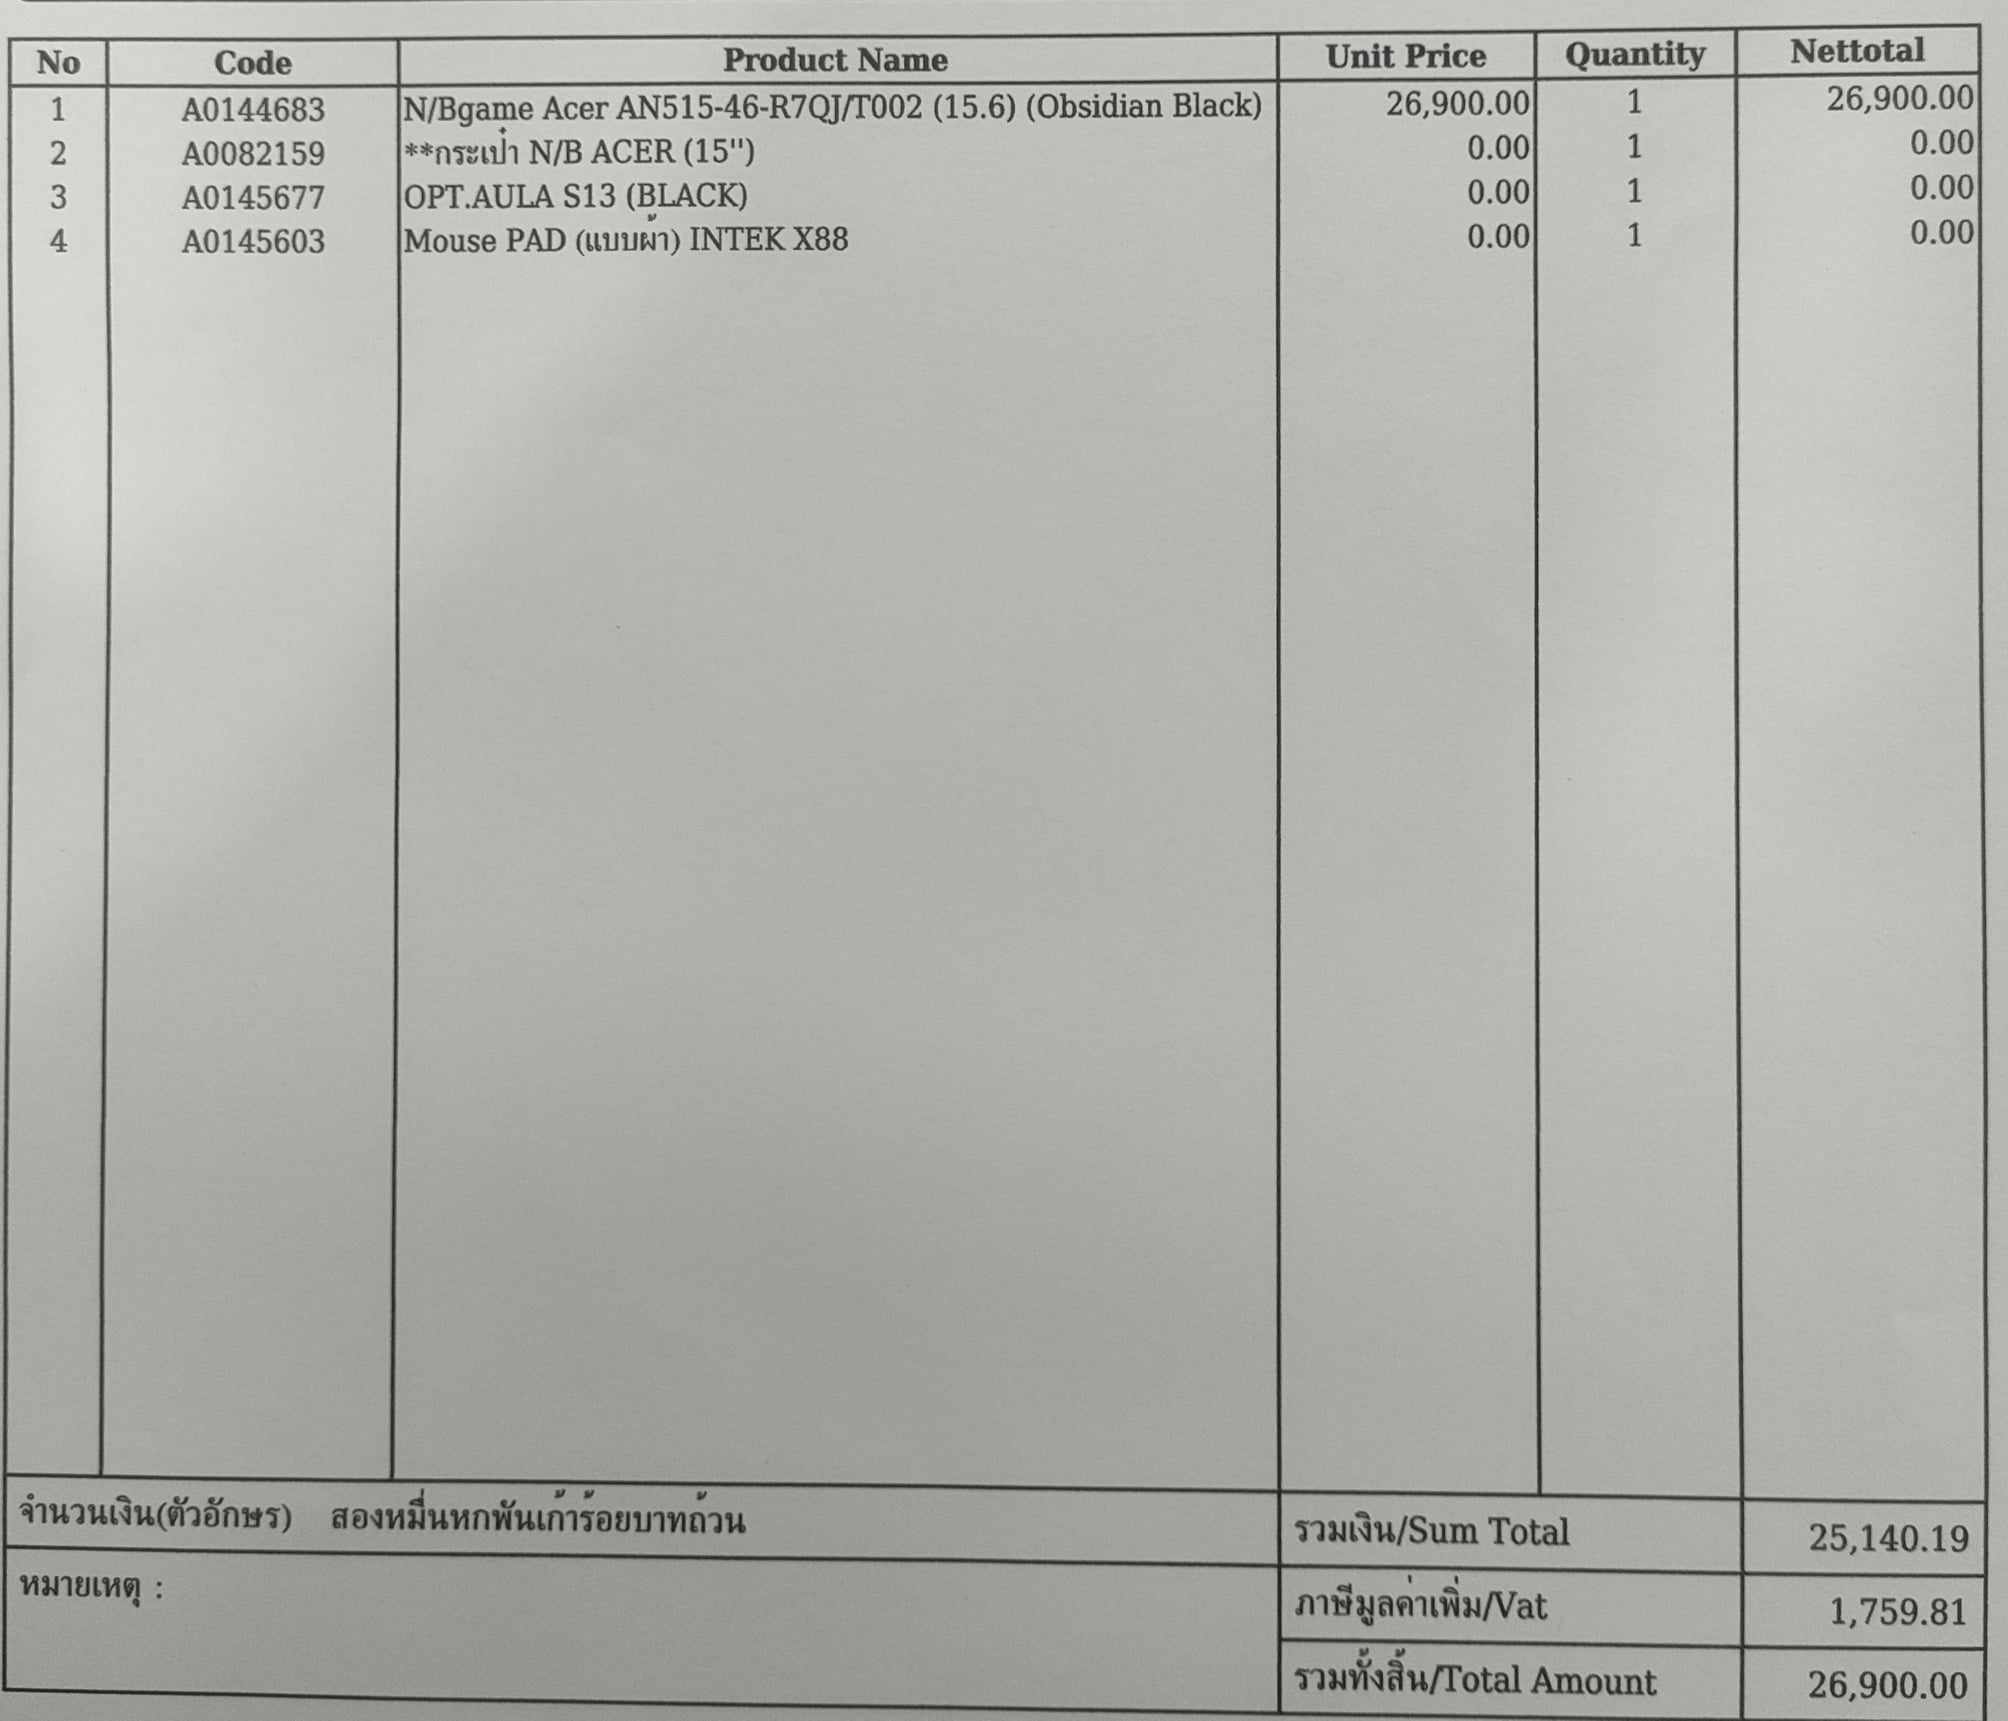 No Code Product Name Unit Price Quantity Nettotal
1 A0144683 N/Bgame Acer AN515-46-R7QJ/T002 (15.6) (Obsidian Black) 26,900.00 1 26,900.00
2 A0082159 **กระเป๋า N/B ACER (15") 0.00 1 0.00
3 A0145677 OPT.AULA S13 (BLACK) 0.00 1 0.00
4 A0145603 Mouse PAD (แบบผ้า) INTEK X88 0.00 1 0.00
จำนวนเงิน(ตัวอักษร) สองหมื่นหกพันเก้าร้อยบาทถ้วน รวมเงิน/Sum Total 25,140.19
หมายเหตุ : ภาษีมูลค่าเพิ่ม/Vat 1,759.81
รวมทั้งสิ้น/Total Amount 26,900.00